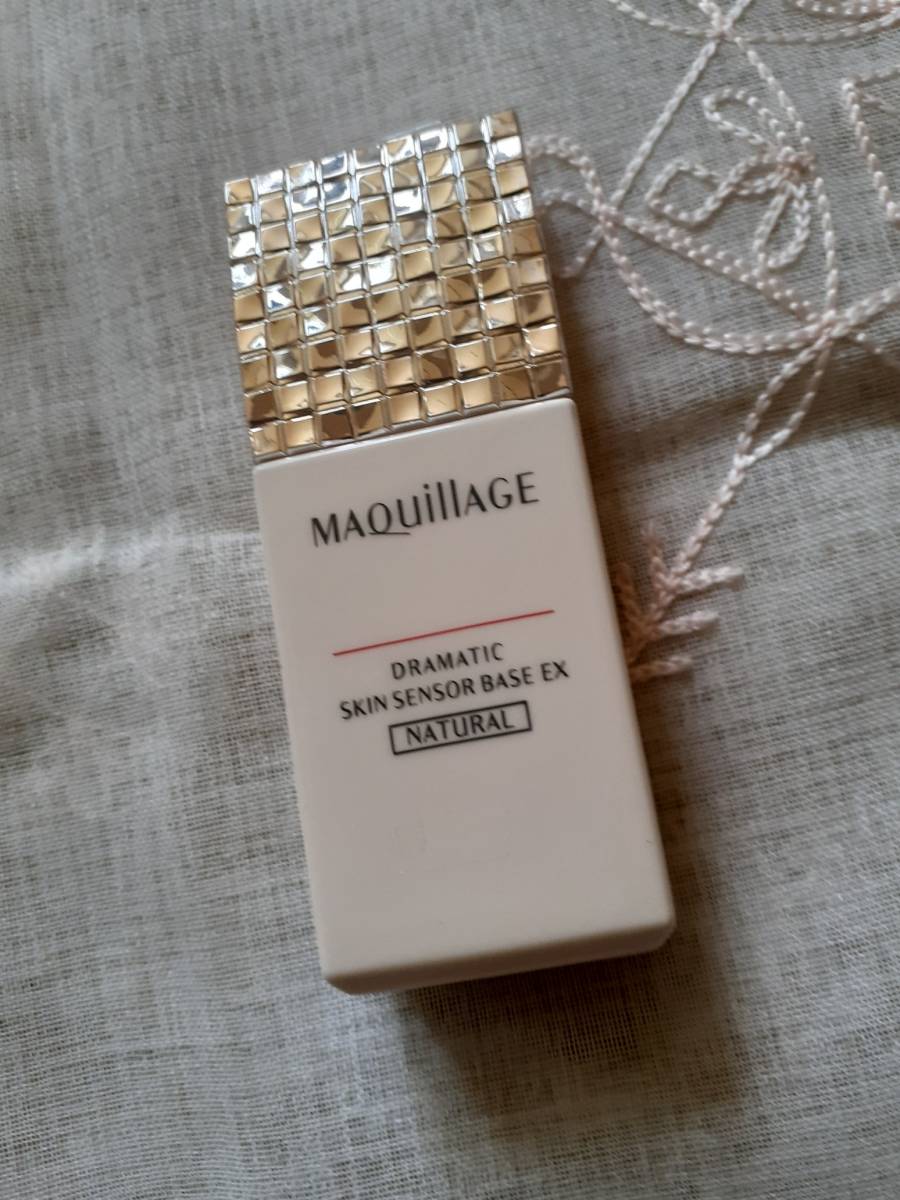 MAQuillAGE
DRAMATIC
SKIN SENSOR BASE EX
NATURAL